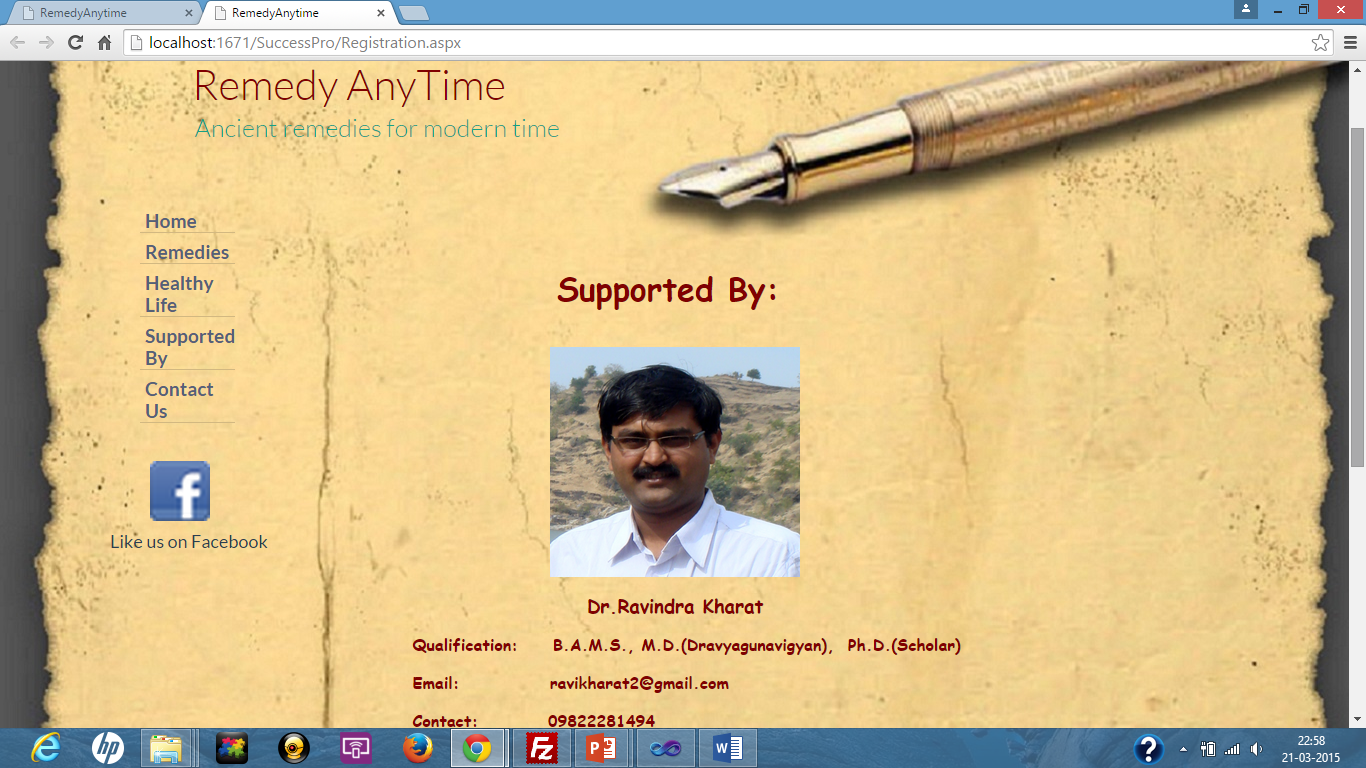 RemedyAnytime
RemedyAnytime
localhost:1671/SuccessPro/Registration.aspx
Remedy AnyTime
Ancient remedies for modern time
Home
Remedies
Healthy
Life
Supported
By
Contact
Us
f
Like us on Facebook
Supported By:
Dr.Ravindra Kharat
Qualification: B.A.M.S., M.D.(Dravyagunavigyan), Ph.D.(Scholar)
Email: ravikharat2@gmail.com
Contact: 09822281494
hp
Fz
P
W
?
22:58
21-03-2015